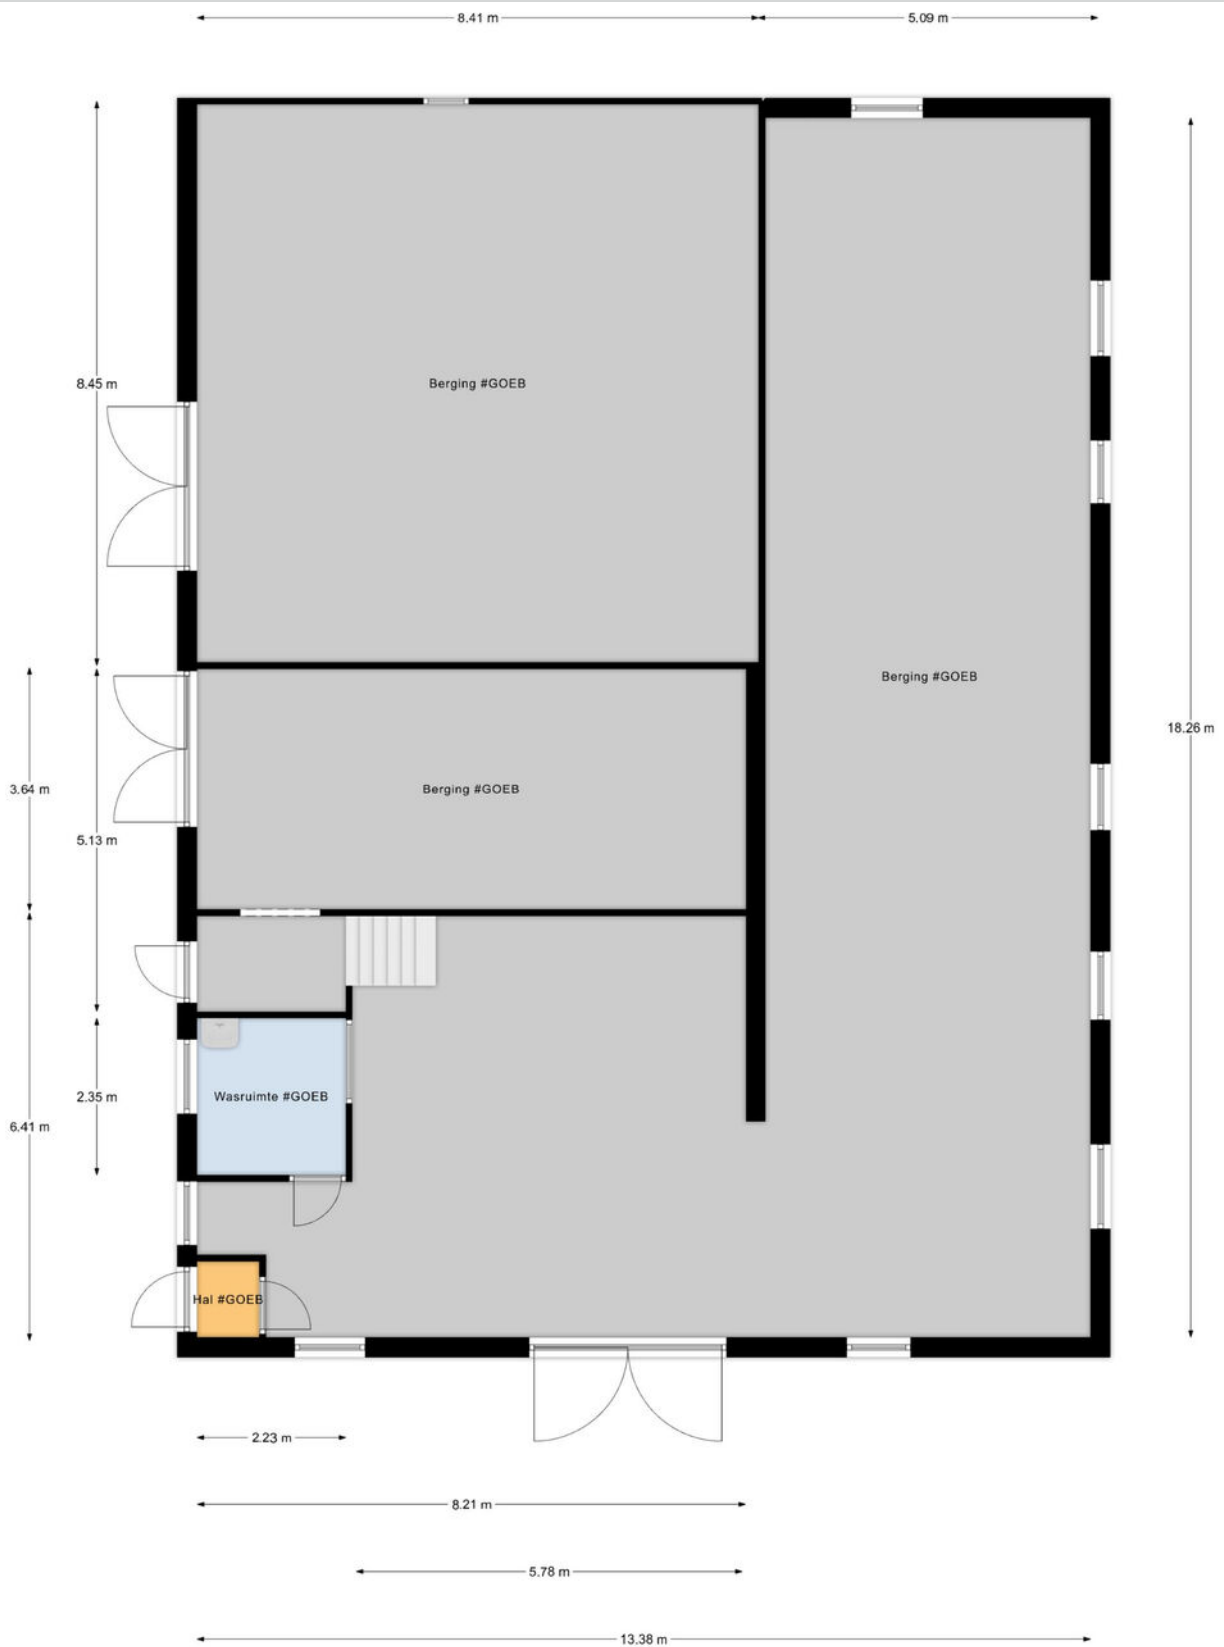 8.41 m
5.09 m
8.45 m
Berging #GOEB
Berging #GOEB
18.26 m
3.64 m
Berging #GOEB
5.13 m
2.35 m
Wasruimte #GOEB
6.41 m
Hal #GOEB
2.23 m
8.21 m
5.78 m
13.38 m